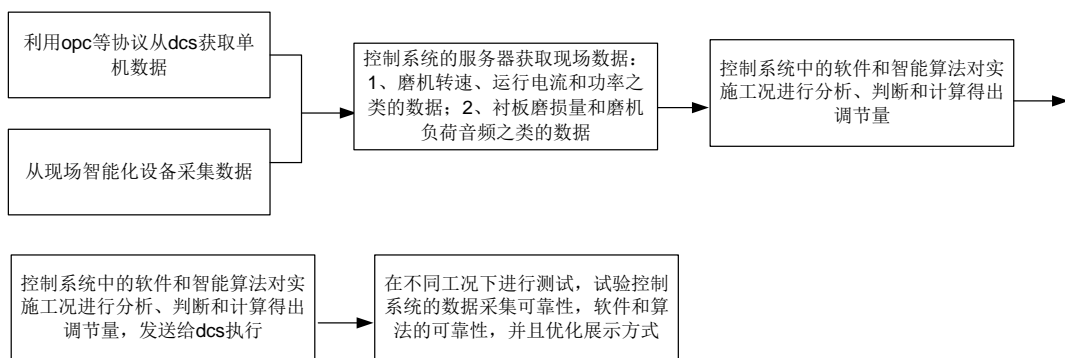 利用opc等协议从dcs获取单
机数据
从现场智能化设备采集数据
控制系统的服务器获取现场数据：
1、磨机转速、运行电流和功率之
类的数据；2、衬板磨损量和磨机
负荷音频之类的数据
控制系统中的软件和智能算法对实
施工况进行分析、判断和计算得出
调节量
控制系统中的软件和智能算法对实
施工况进行分析、判断和计算得出
调节量，发送给dcs执行
在不同工况下进行测试，试验控制
系统的数据采集可靠性，软件和算
法的可靠性，并且优化展示方式